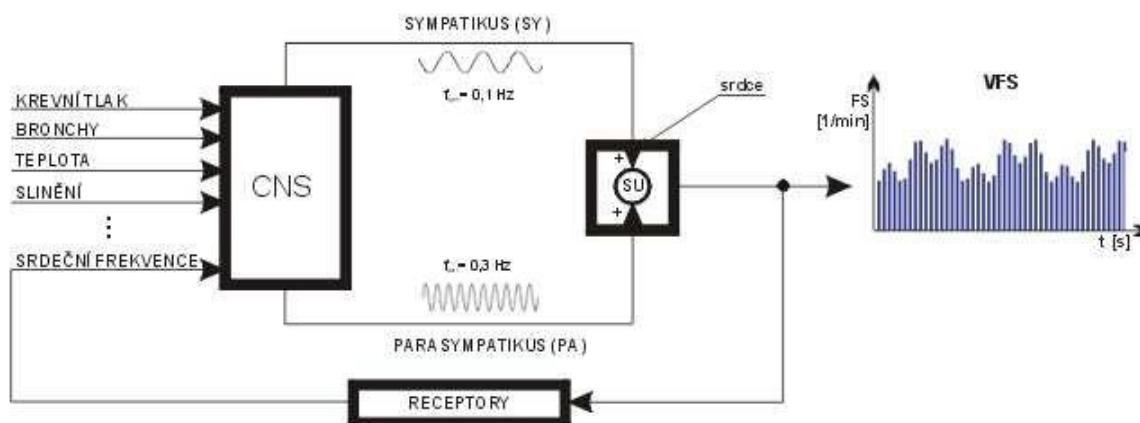 SYMPATIKUS (SY)
= 0,1 Hz
KREVNÍ TLAK
BRONCHY
TEPLOTA
SLINĚNÍ
SRDEČNÍ FREKVENCE
CNS
srdce
+
SU
+
= 0,3 Hz
PARASYMPATIKUS (PA)
RECEPTORY
VFS
FS
[1/min]
t [s]